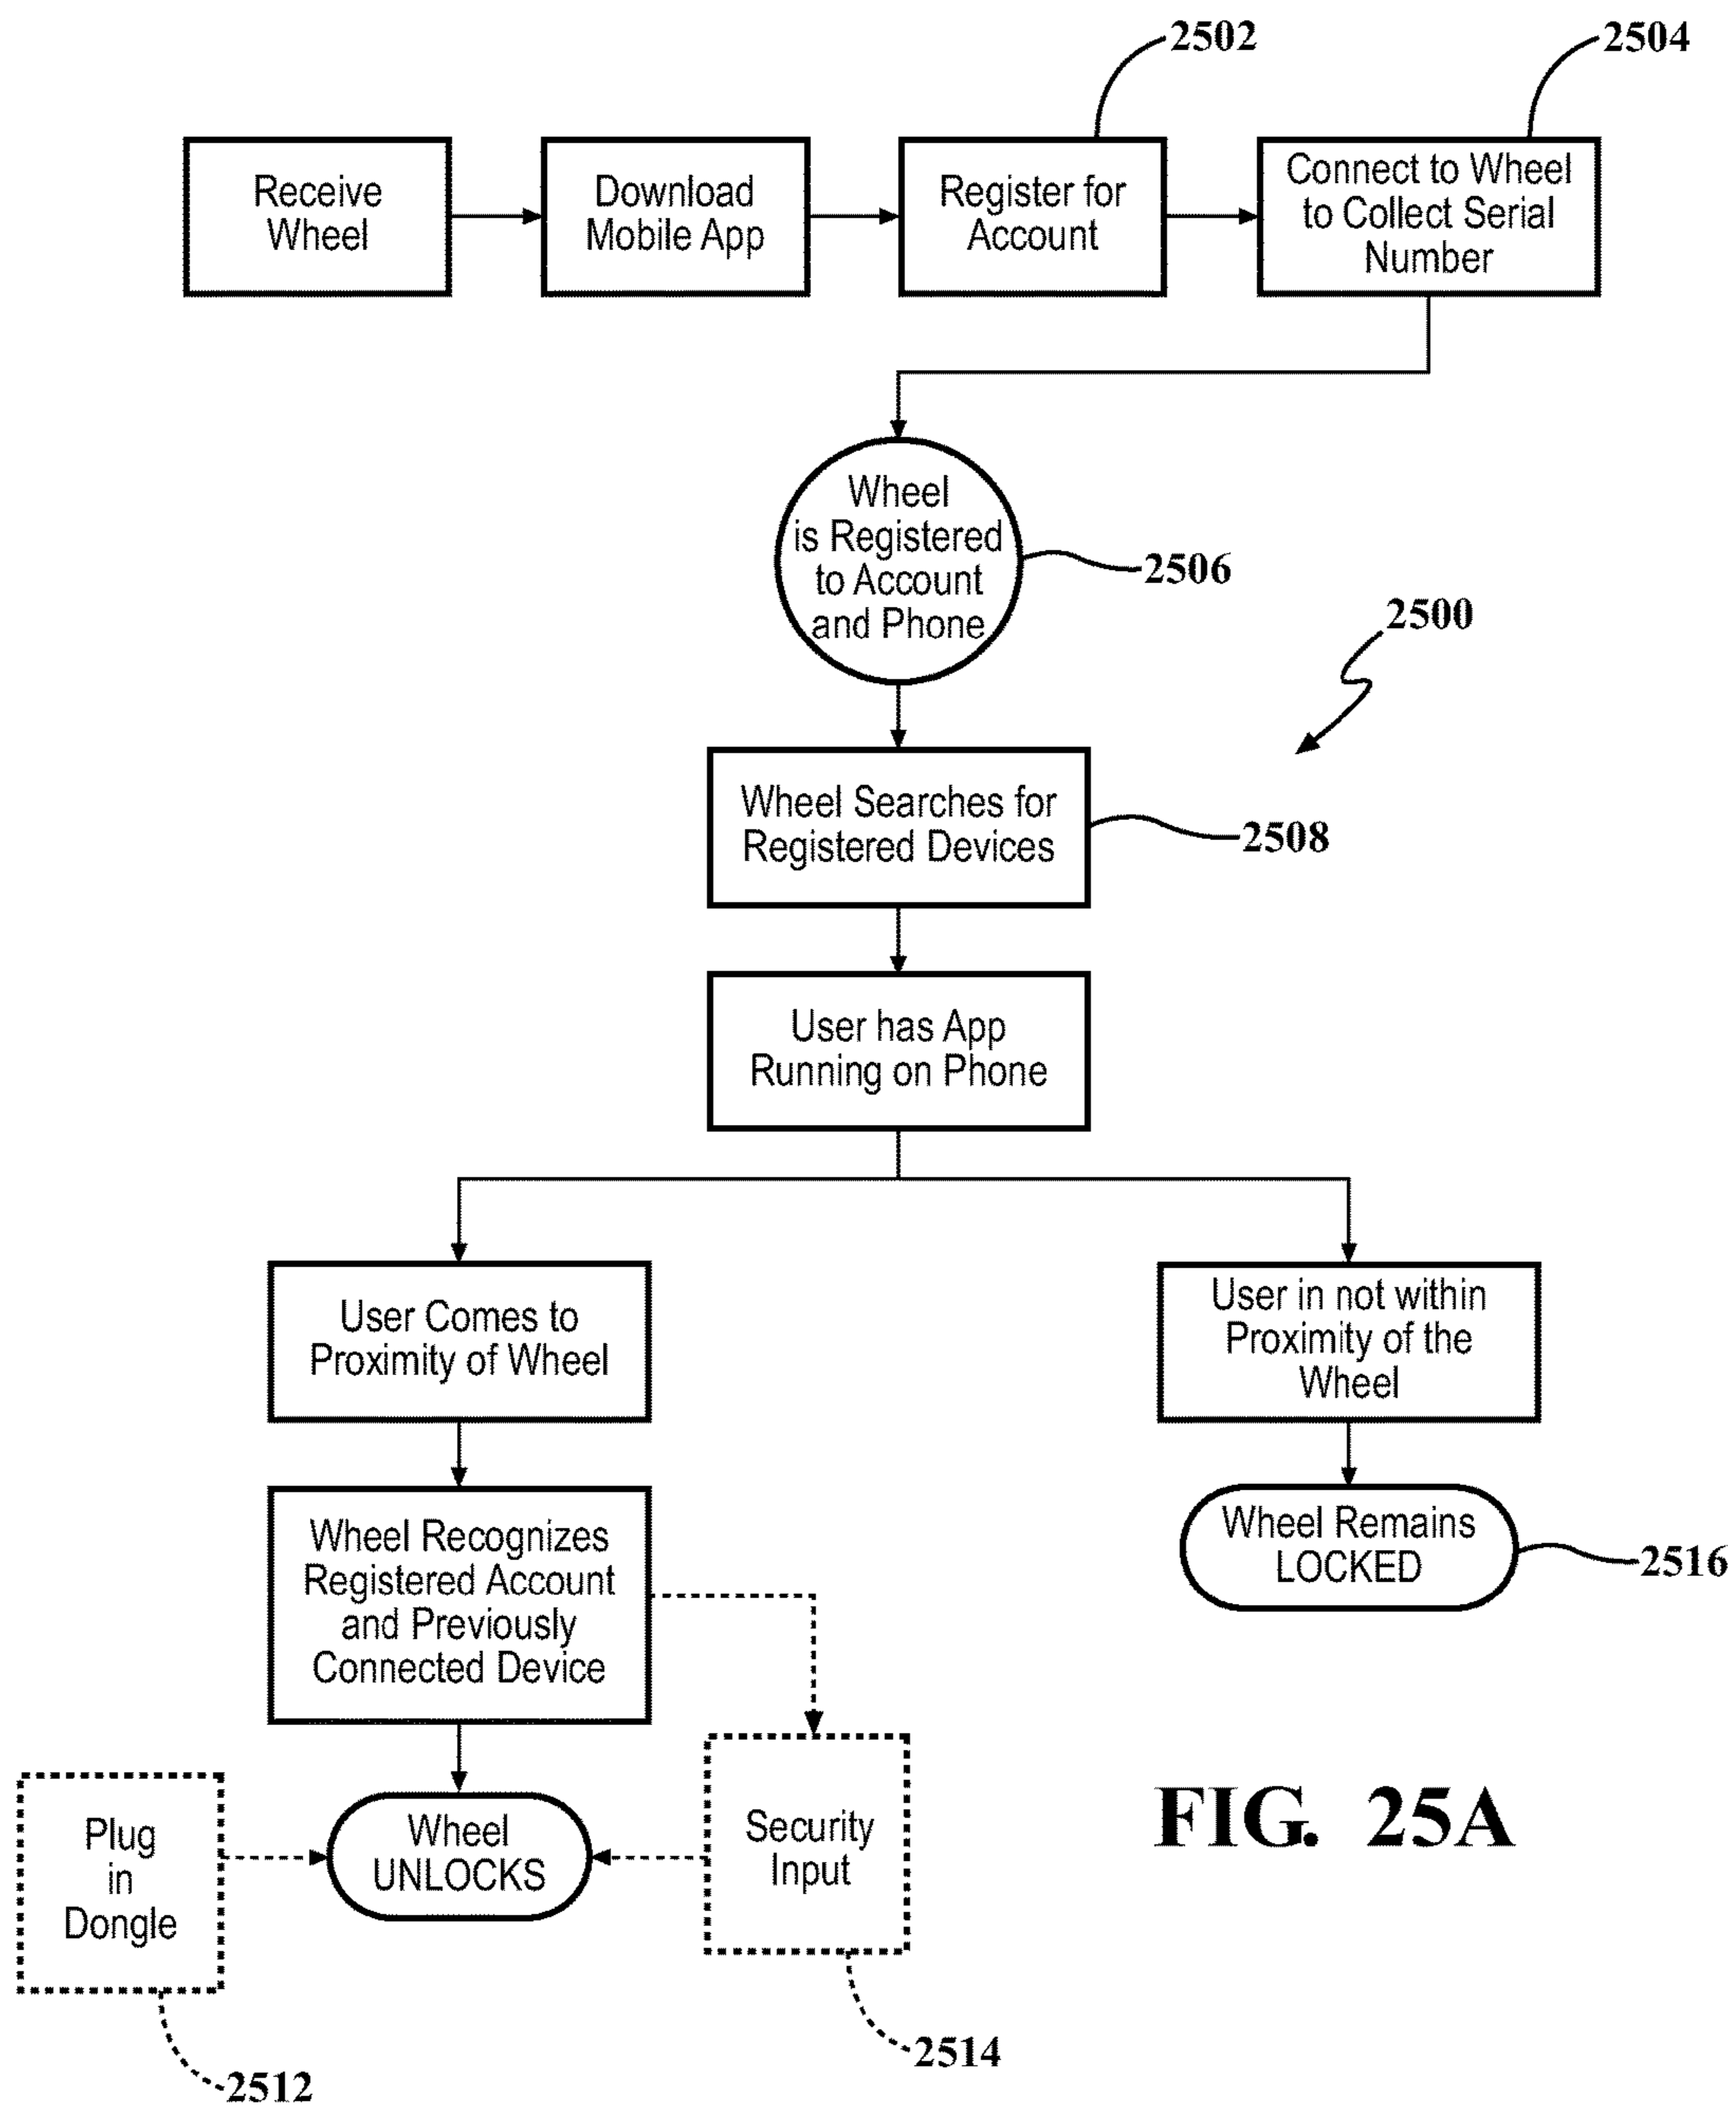 2502
2504
Receive
Wheel
Download
Mobile App
Register for
Account
Connect to Wheel
to Collect Serial
Number
Wheel
is Registered
to Account
and Phone
2506
2500
Wheel Searches for
Registered Devices
2508
User has App
Running on Phone
User Comes to
Proximity of Wheel
User in not within
Proximity of the
Wheel
Wheel Recognizes
Registered Account
and Previously
Connected Device
Wheel Remains
LOCKED
2516
Plug
in
Dongle
Wheel
UNLOCKS
Security
Input
FIG. 25A
2512
2514